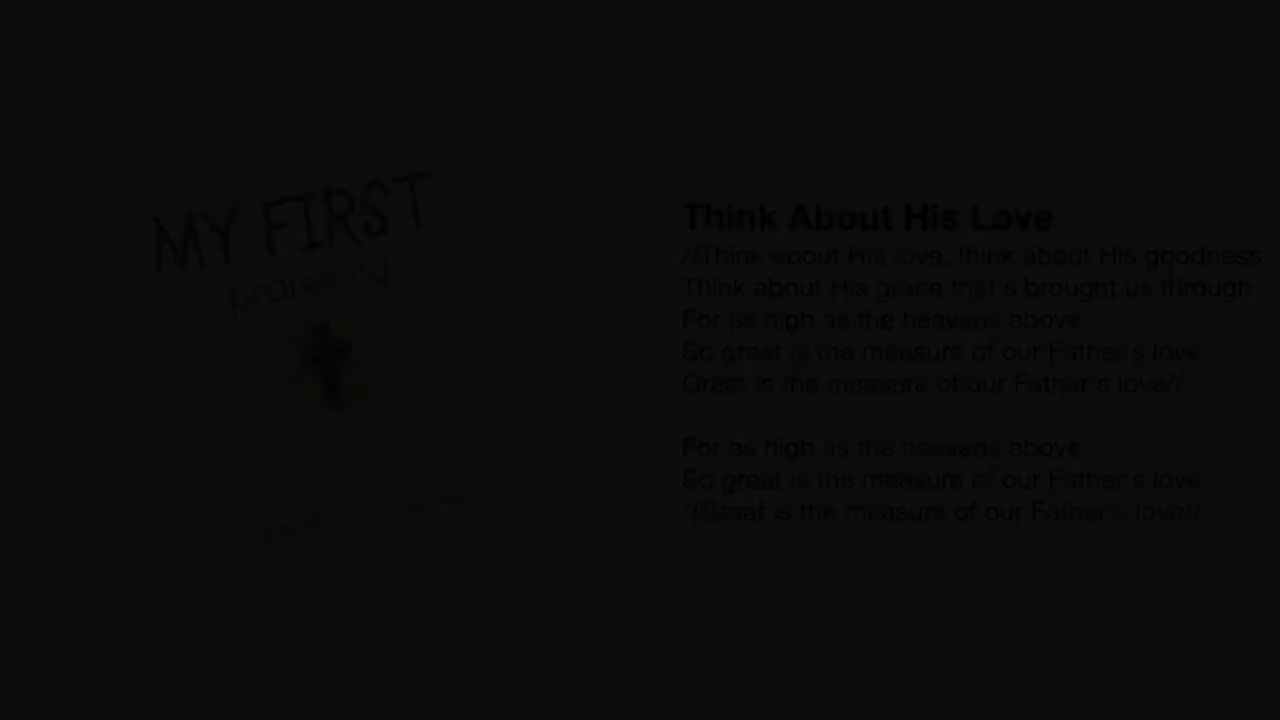 MY FIRST
praise cd
Think About His Love
//Think about His love, think about His goodness
Think about His grace that's brought us through
For as high as the heavens above
So great is the measure of our Father's love
Great is the measure of our Father's love//
For as high as the heavens above
So great is the measure of our Father's love
//Great is the measure of our Father's love//